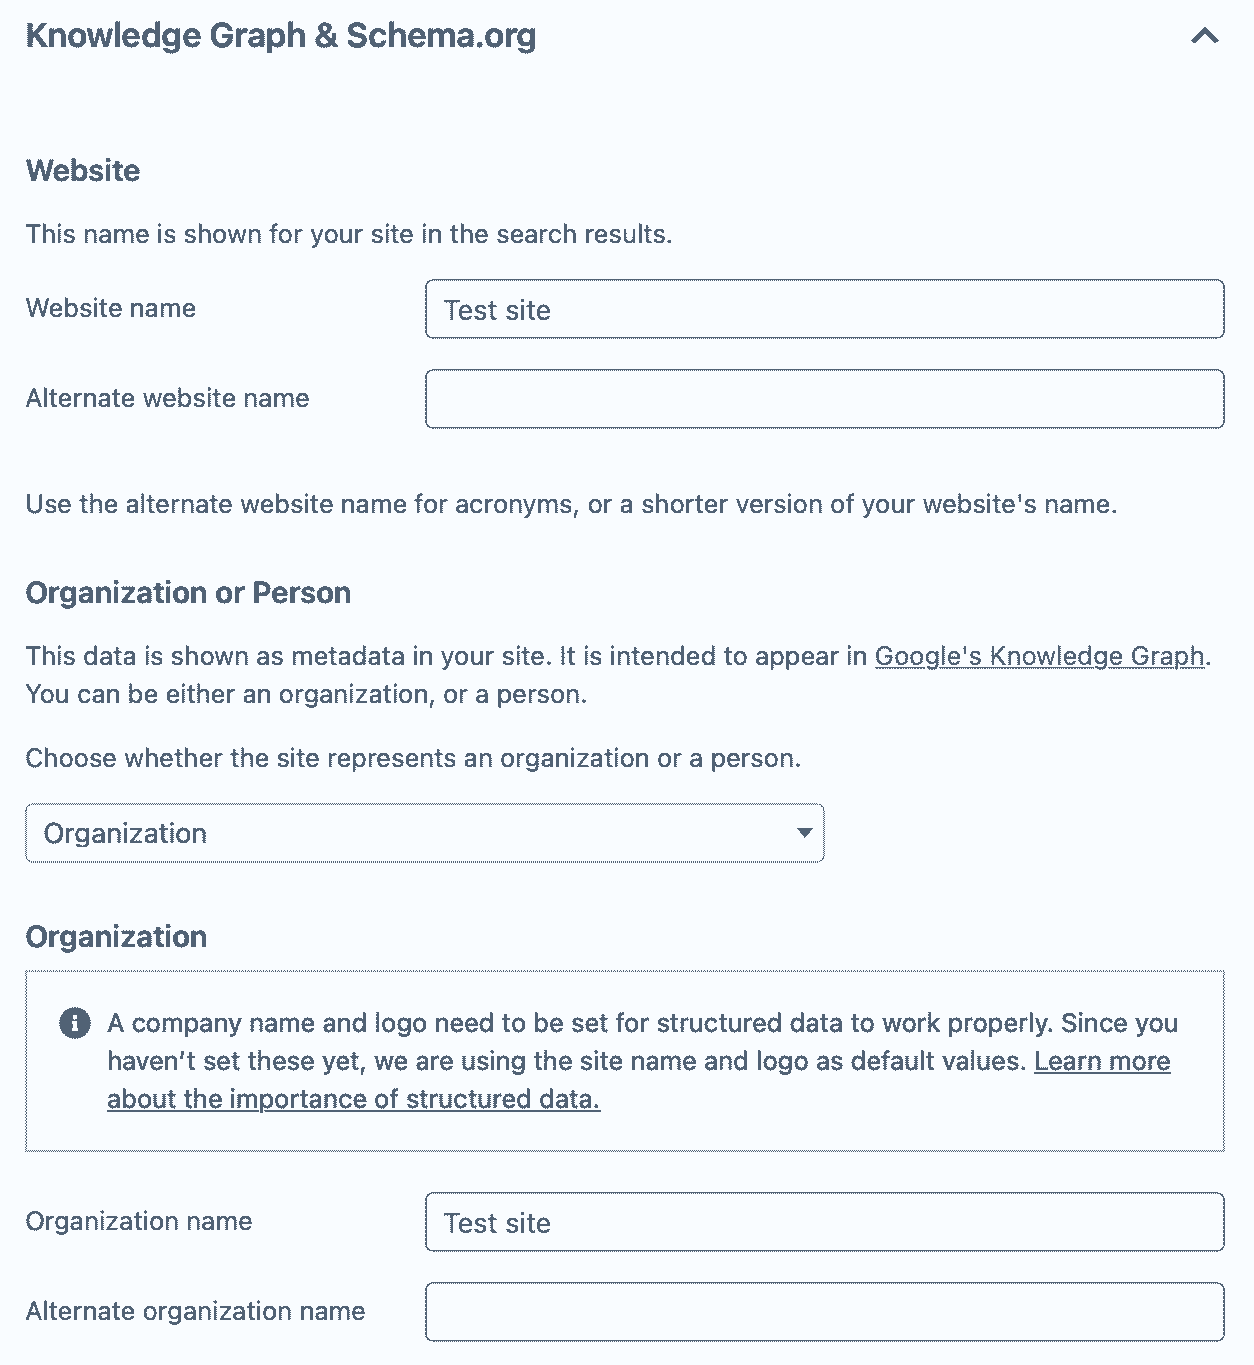 Knowledge Graph & Schema.org
Website
This name is shown for your site in the search results.
Website name
Test site
Alternate website name
Use the alternate website name for acronyms, or a shorter version of your website's name.
Organization or Person
This data is shown as metadata in your site. It is intended to appear in Google's Knowledge Graph.
You can be either an organization, or a person.
Choose whether the site represents an organization or a person.
Organization
Organization
A company name and logo need to be set for structured data to work properly. Since you
haven’t set these yet, we are using the site name and logo as default values. Learn more
about the importance of structured data.
Organization name
Test site
Alternate organization name